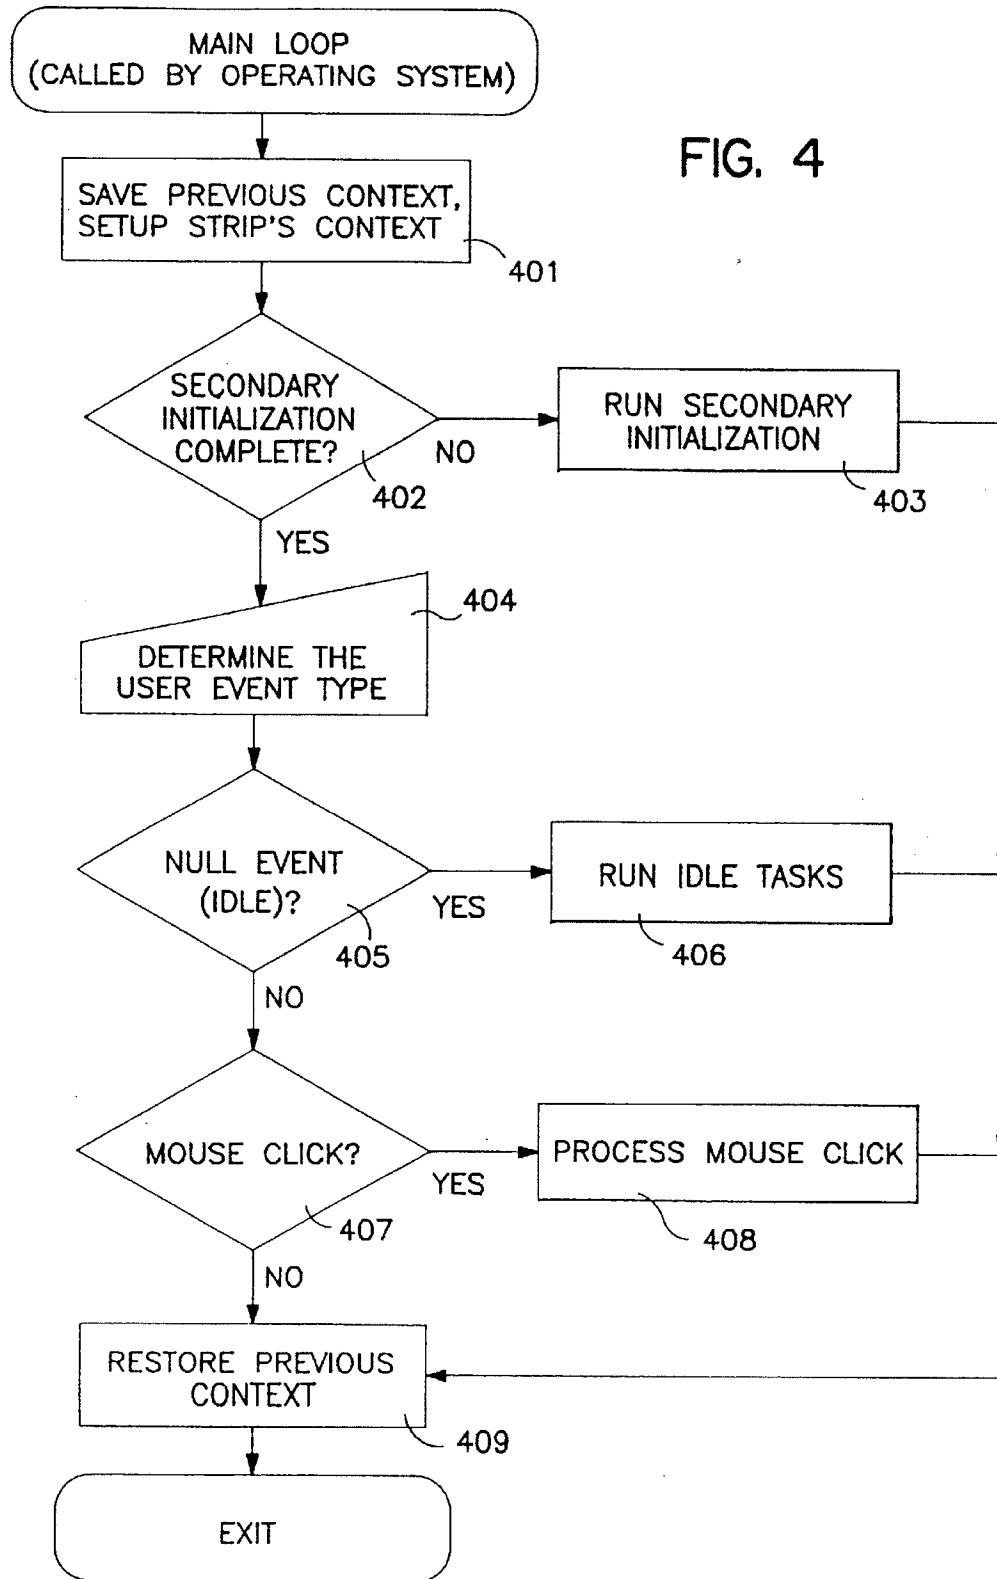 MAIN LOOP
(CALLED BY OPERATING SYSTEM)
FIG. 4
SAVE PREVIOUS CONTEXT,
SETUP STRIP'S CONTEXT
401
SECONDARY
INITIALIZATION
COMPLETE?
402
NO
RUN SECONDARY
INITIALIZATION
403
YES
404
DETERMINE THE
USER EVENT TYPE
NULL EVENT
(IDLE)?
405
YES
RUN IDLE TASKS
406
NO
MOUSE CLICK?
407
YES
PROCESS MOUSE CLICK
408
NO
RESTORE PREVIOUS
CONTEXT
409
EXIT